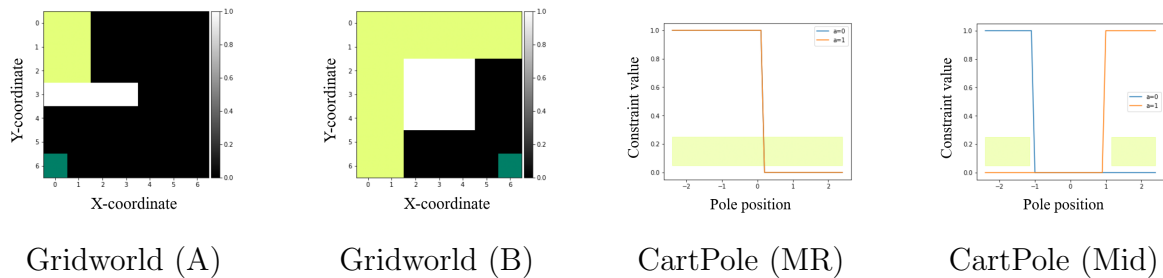 1.0
0.8
0.6
0.4
0.2
0.0
0
1
2
3
4
5
6
Y-coordinate
0 1 2 3 4 5 6
X-coordinate
Gridworld (A)
1.0
0.8
0.6
0.4
0.2
0.0
0
1
2
3
4
5
6
Y-coordinate
0 1 2 3 4 5 6
X-coordinate
Gridworld (B)
a=0
a=1
1.0
0.8
0.6
0.4
0.2
0.0
Constraint value
−2 −1 0 1 2
Pole position
CartPole (MR)
1.0
0.8
0.6
0.4
0.2
0.0
Constraint value
a=0
a=1
−2 −1 0 1 2
Pole position
CartPole (Mid)